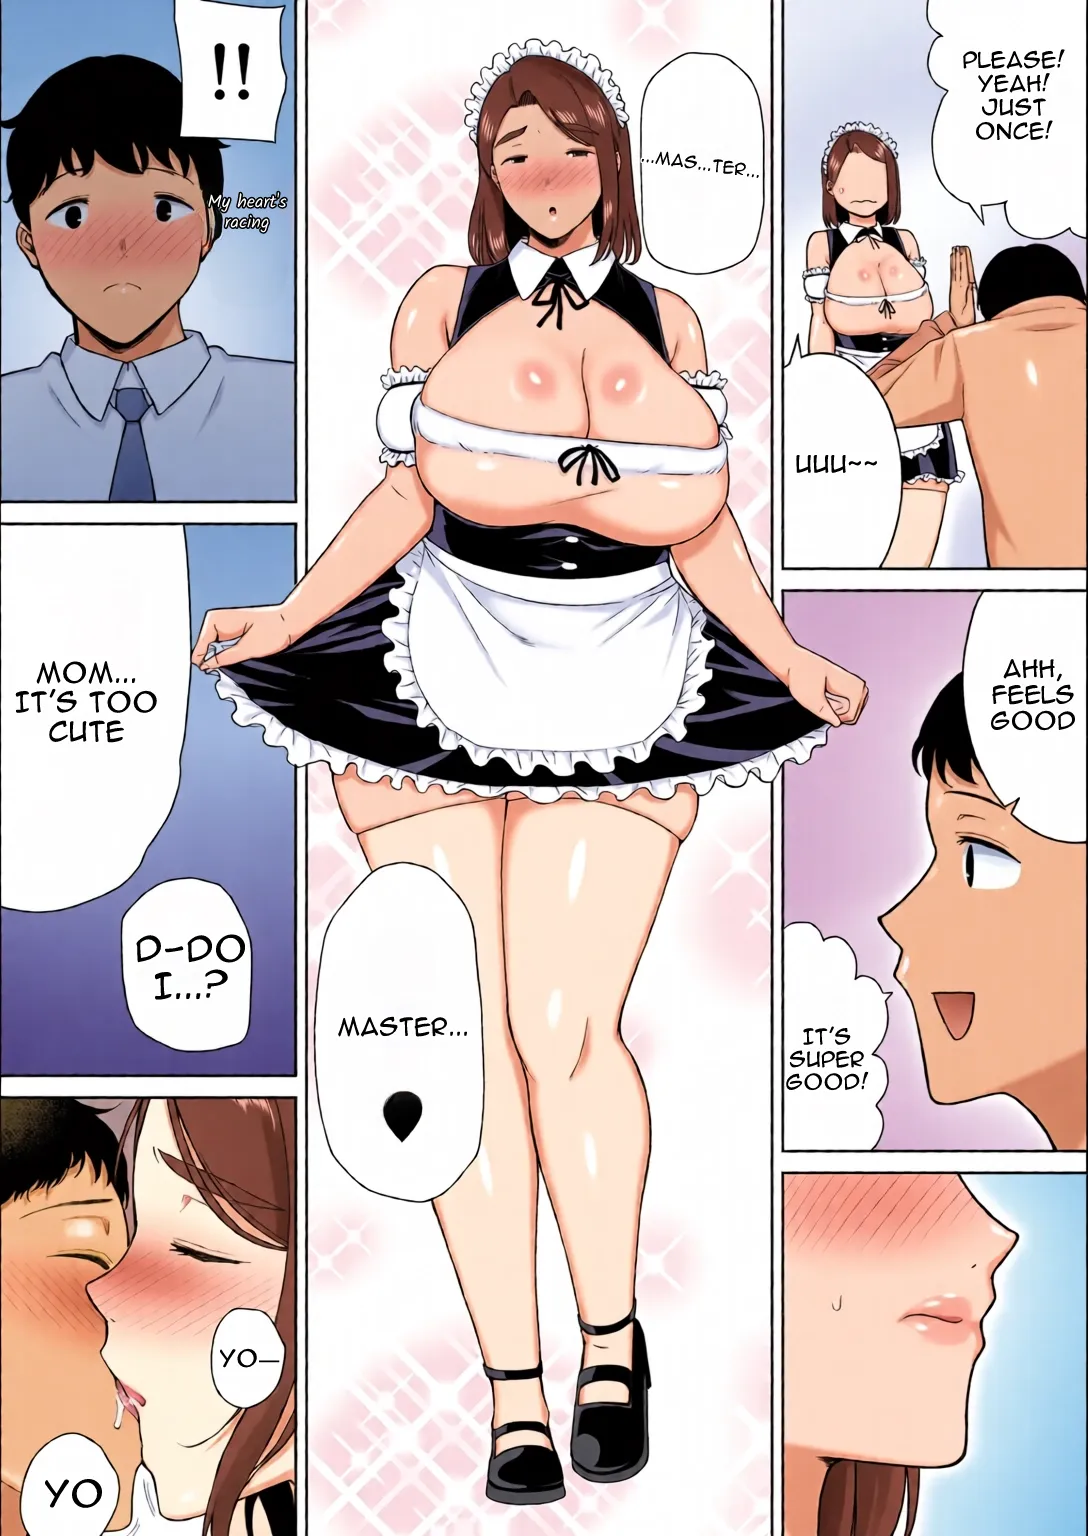 PLEASE!
YEAH!
JUST
ONCE!
UUU~~
AHH,
FEELS
GOOD
IT'S
SUPER
GOOD!
...MAS...TER...
MASTER...
!!
My heart's
racing
MOM...
IT'S TOO
CUTE
D-DO
I...?
YO—
YO